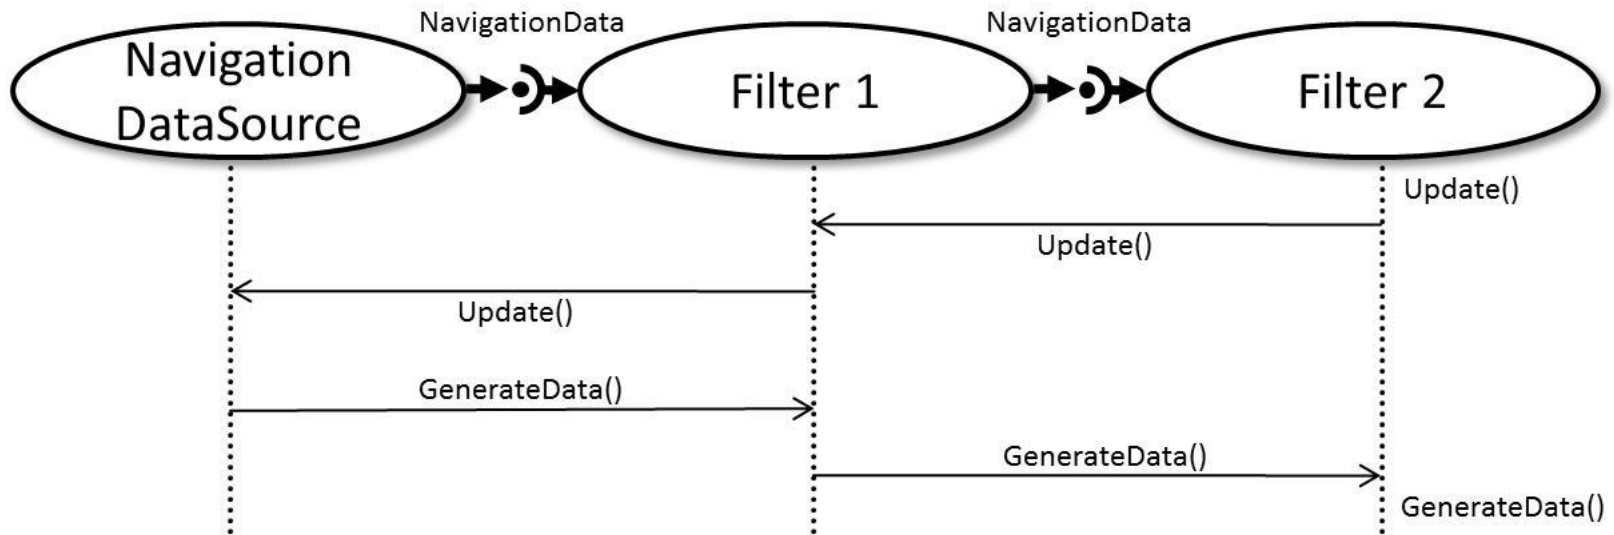 NavigationData
NavigationData
Navigation
DataSource
Filter 1
Filter 2
Update()
Update()
Update()
GenerateData()
GenerateData()
GenerateData()